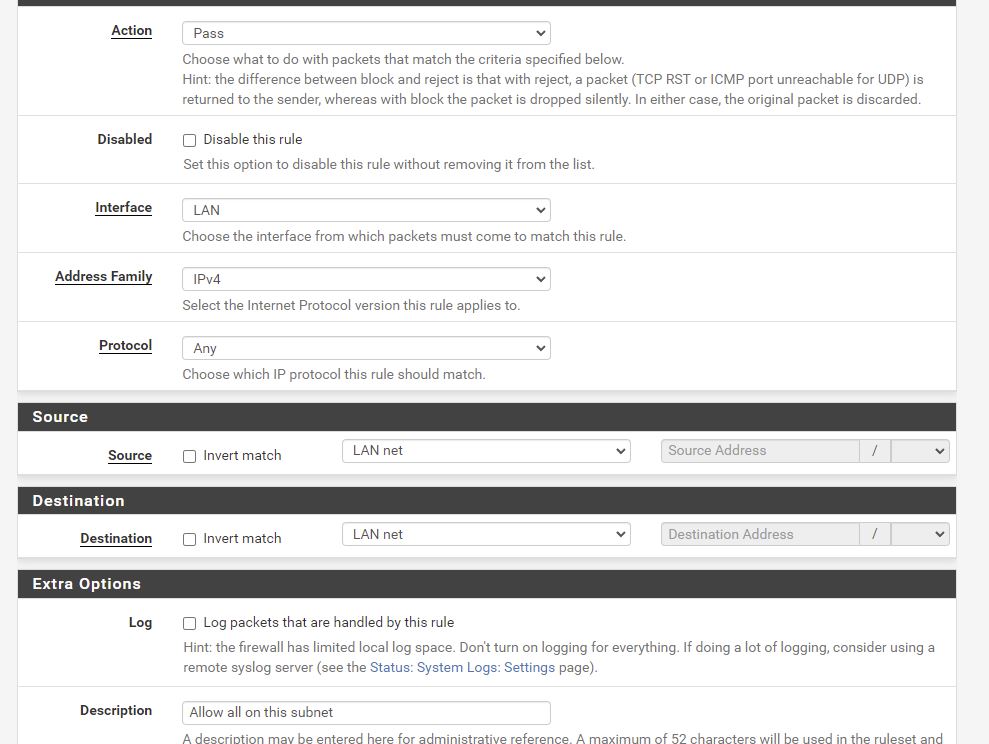 Action
Pass
Choose what to do with packets that match the criteria specified below.
Hint: the difference between block and reject is that with reject, a packet (TCP RST or ICMP port unreachable for UDP) is
returned to the sender, whereas with block the packet is dropped silently. In either case, the original packet is discarded.
Disabled
Disable this rule
Set this option to disable this rule without removing it from the list.
Interface
LAN
Choose the interface from which packets must come to match this rule.
Address Family
IPv4
Select the Internet Protocol version this rule applies to.
Protocol
Any
Choose which IP protocol this rule should match.
Source
Source Invert match LAN net Source Address /
Destination
Destination Invert match LAN net Destination Address /
Extra Options
Log
Log packets that are handled by this rule
Hint: the firewall has limited local log space. Don't turn on logging for everything. If doing a lot of logging, consider using a
remote syslog server (see the Status: System Logs: Settings page).
Description
Allow all on this subnet
A description may be entered here for administrative reference. A maximum of 52 characters will be used in the ruleset and